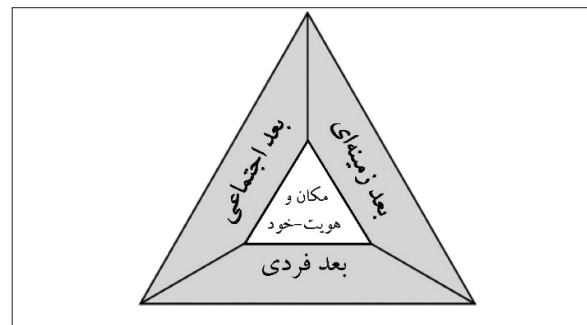 بعد زمینه‌ای
بعد اجتماعی
مکان و
هویت-خود
بعد فردی